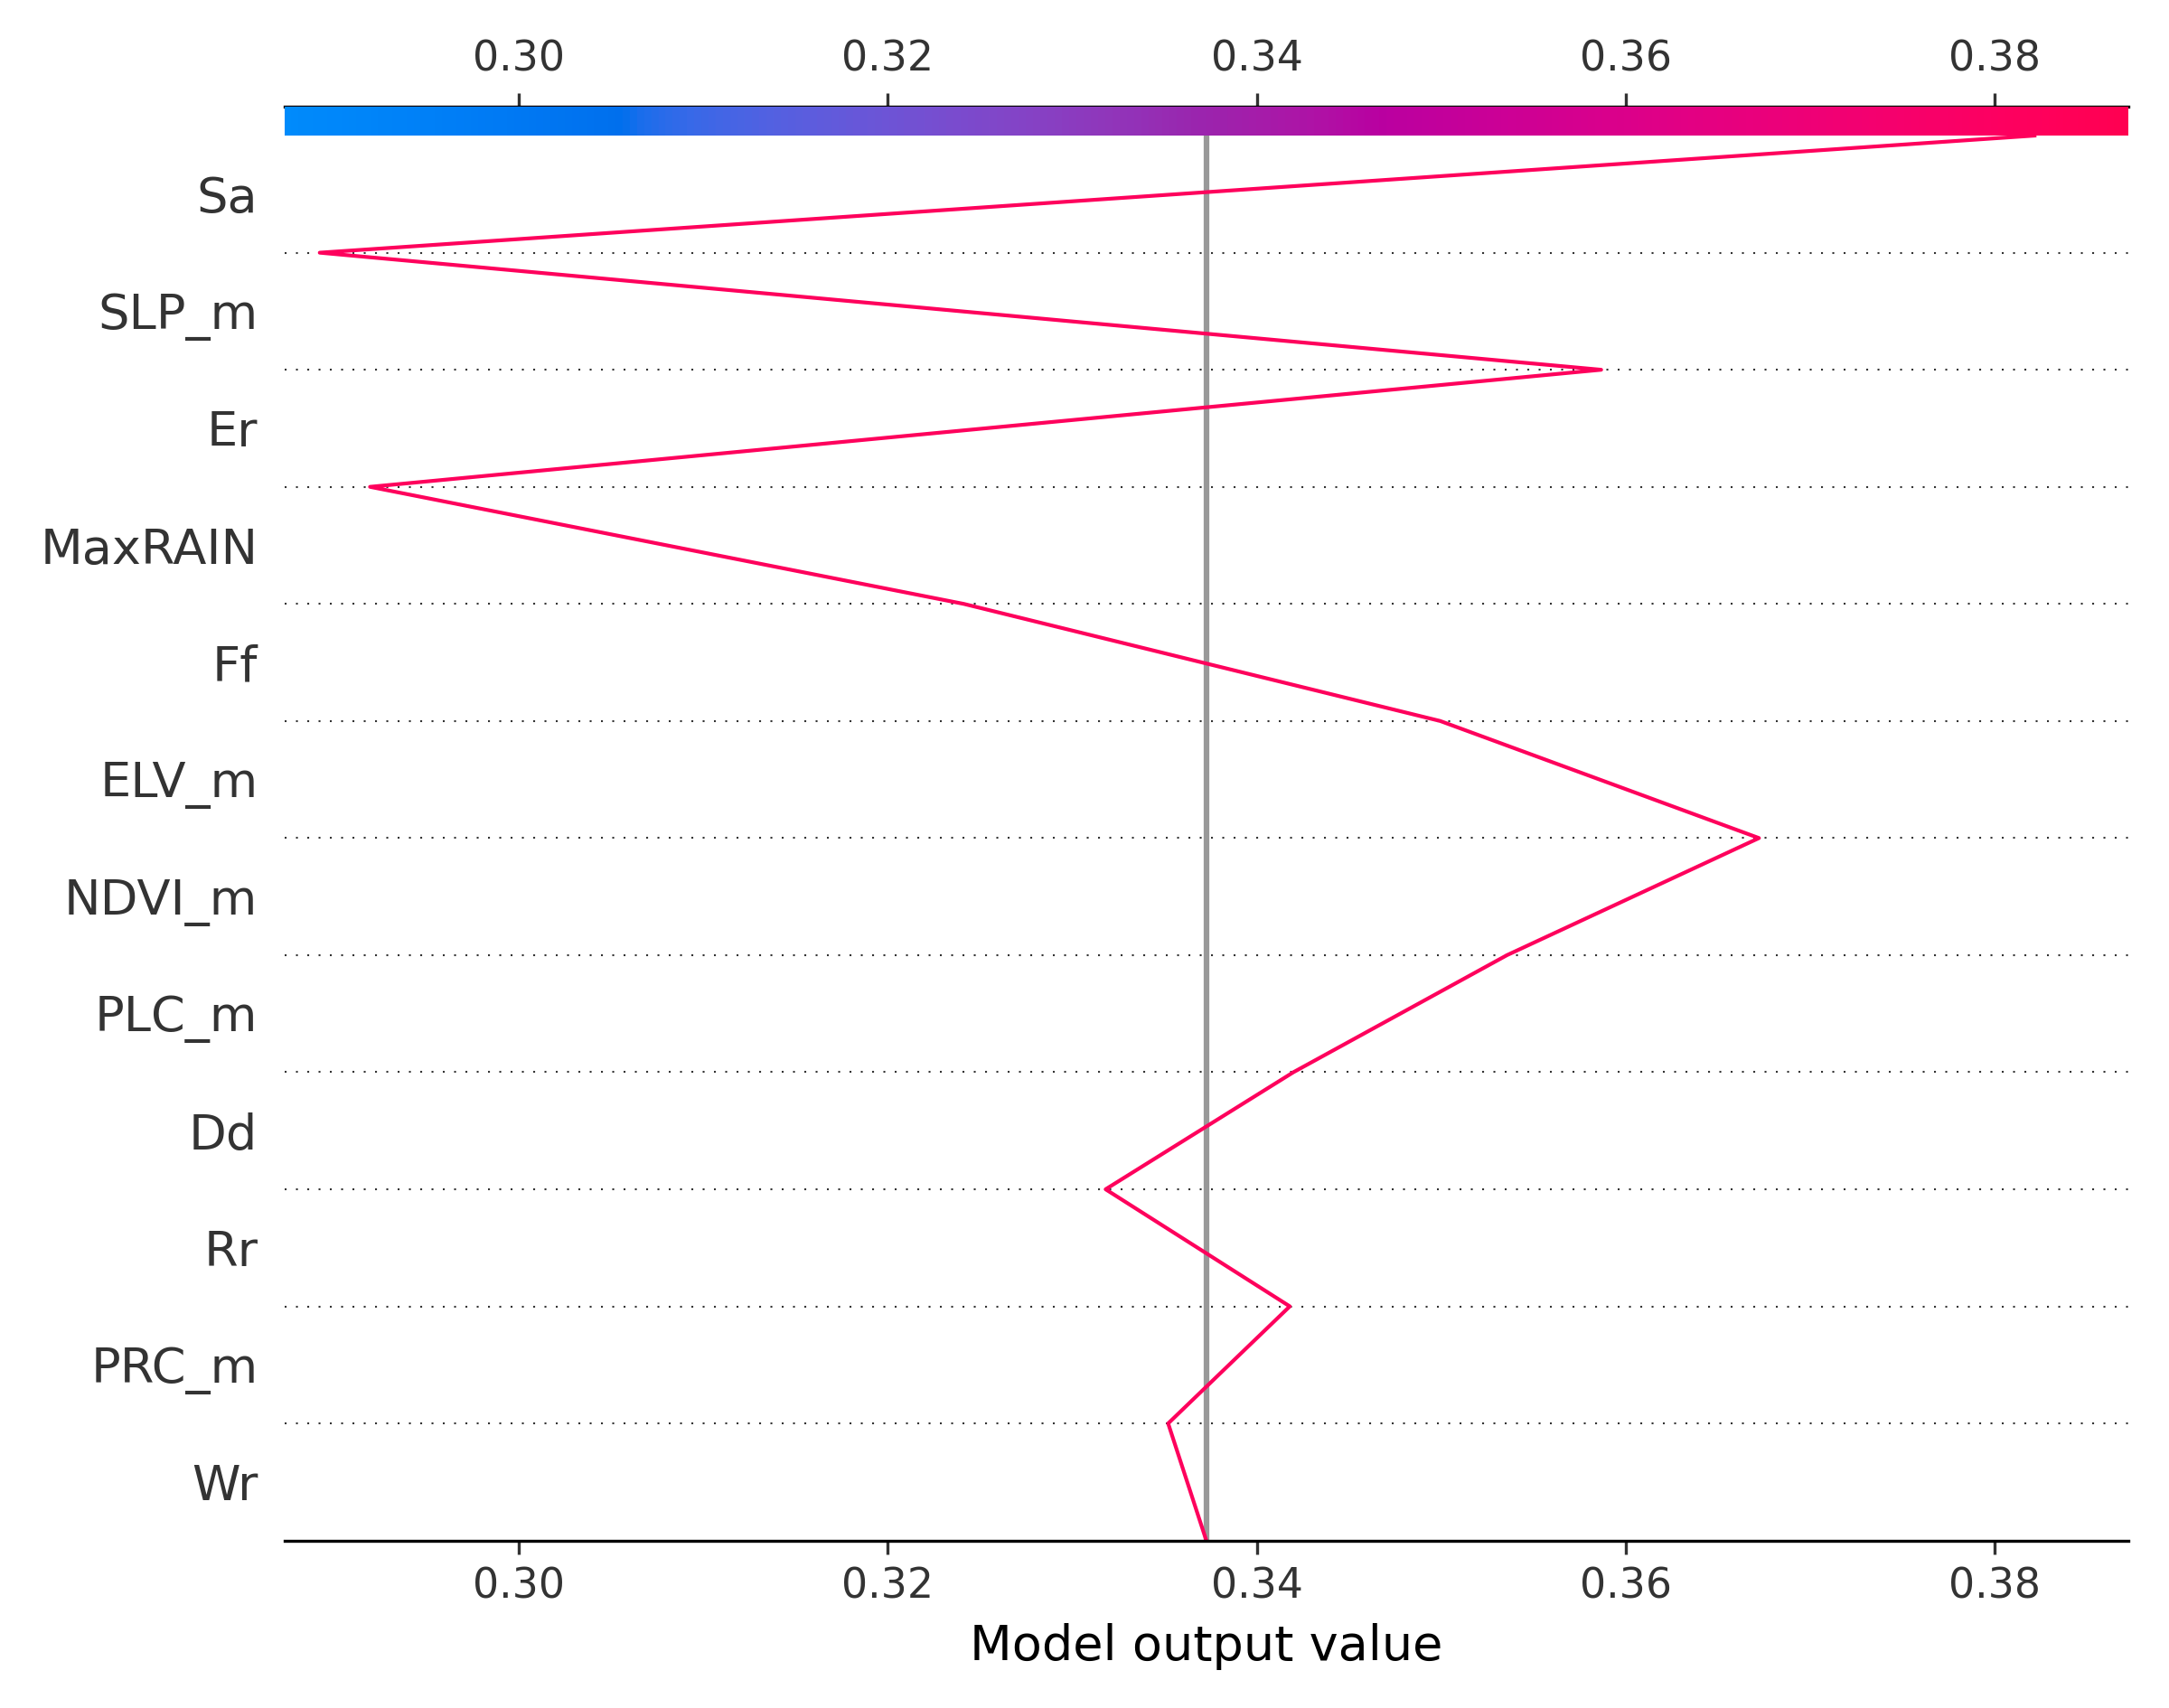 0.30 0.32 0.34 0.36 0.38
Sa
SLP_m
Er
MaxRAIN
Ff
ELV_m
NDVI_m
PLC_m
Dd
Rr
PRC_m
Wr
0.30 0.32 0.34 0.36 0.38
Model output value